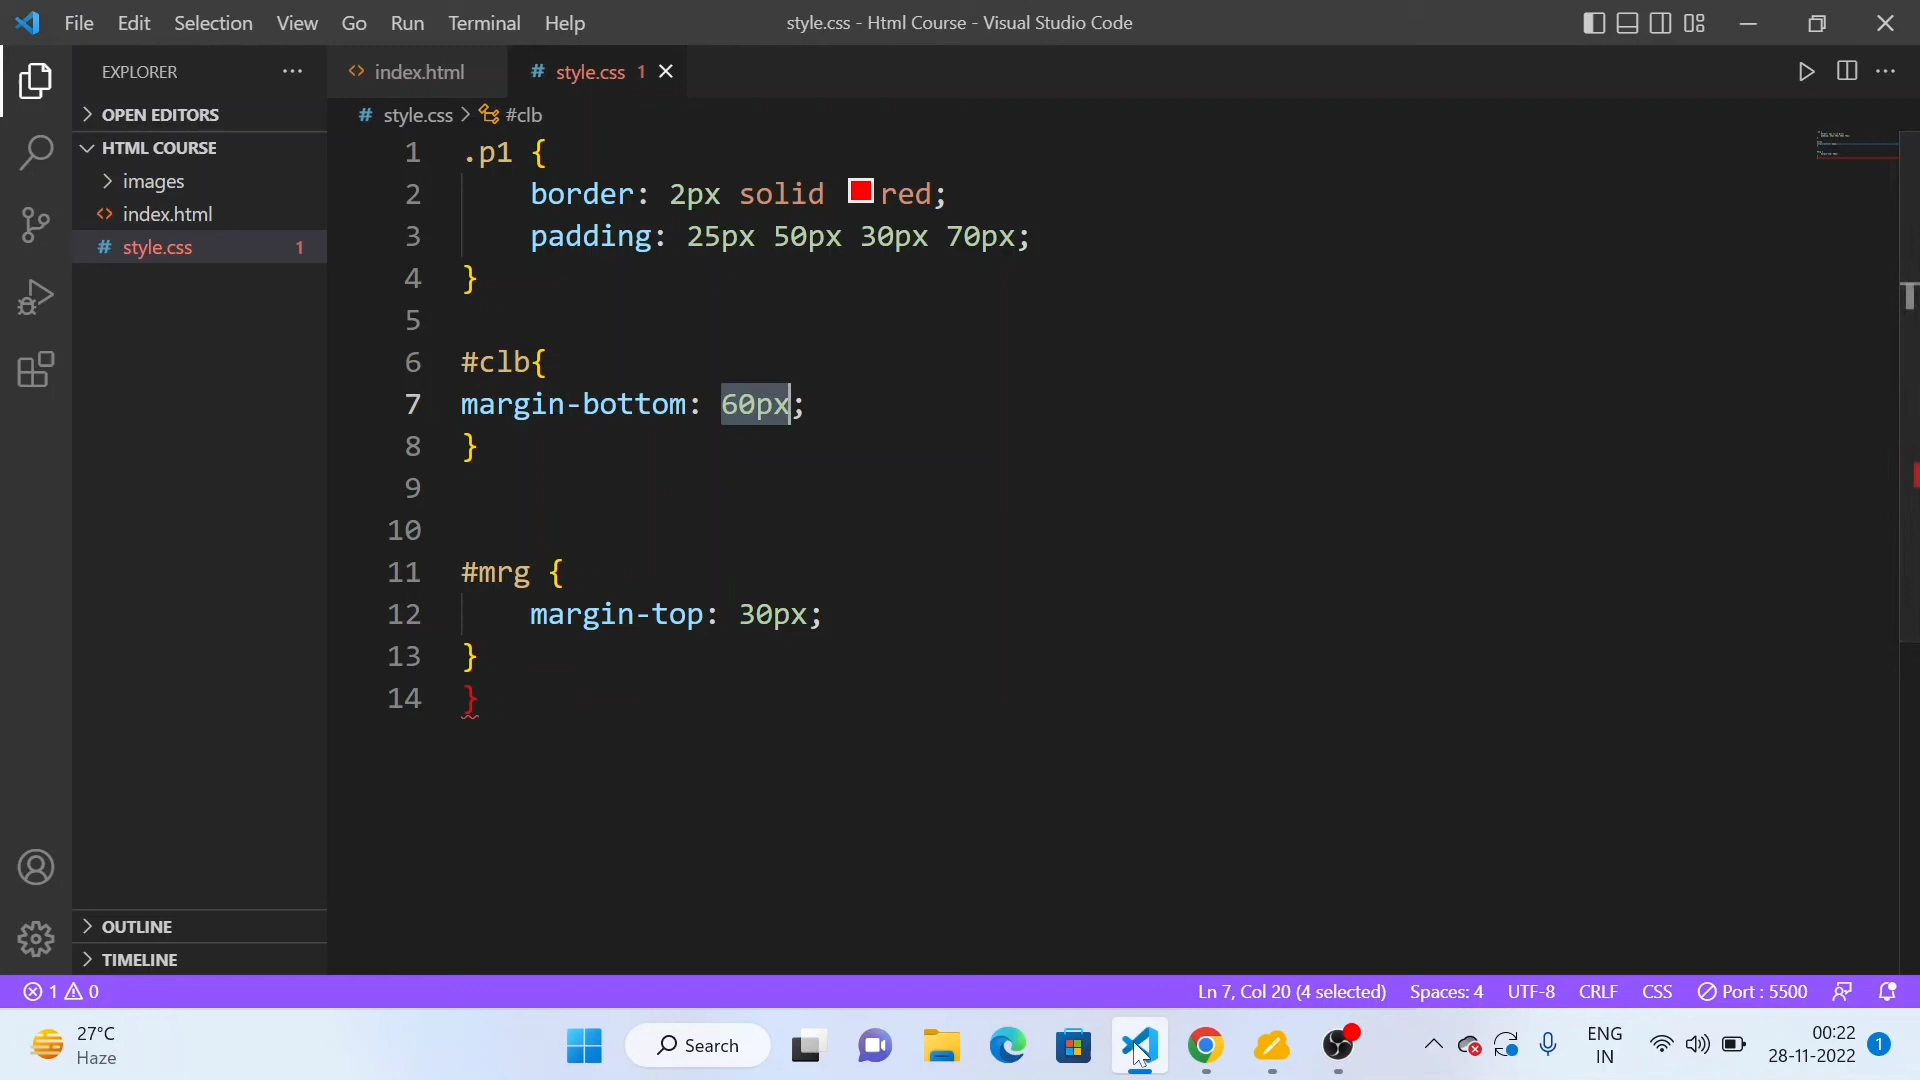 File Edit Selection View Go Run Terminal Help style.css - Html Course - Visual Studio Code
EXPLORER
index.html
style.css 1
OPEN EDITORS
style.css > #clb
HTML COURSE
images
index.html
style.css 1
1 .p1 {
2 border: 2px solid red;
3 padding: 25px 50px 30px 70px;
4 }
5
6 #clb{
7 margin-bottom: 60px;
8 }
9
10
11 #mrg {
12 margin-top: 30px;
13 }
14 }
OUTLINE
TIMELINE
1 0 Ln 7, Col 20 (4 selected) Spaces: 4 UTF-8 CRLF CSS Port : 5500
27°C
Haze
Search
ENG
IN
00:22
28-11-2022
1